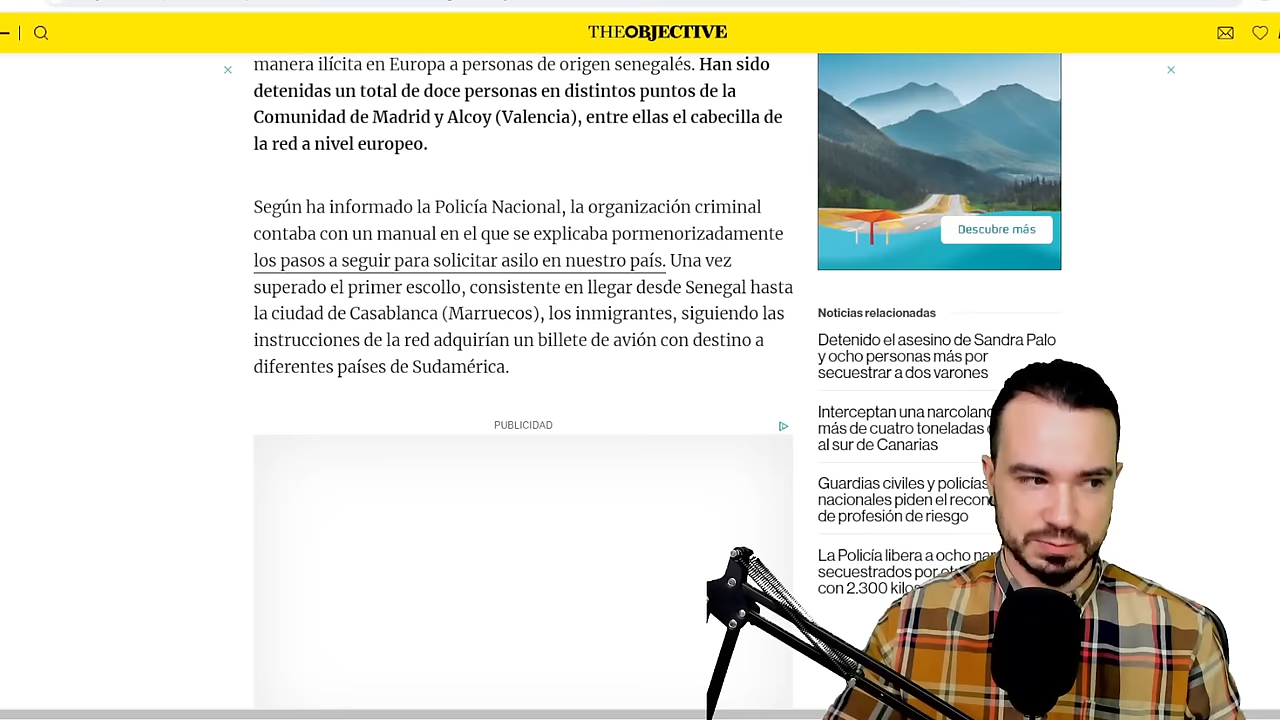 THEOBJECTIVE
manera ilícita en Europa a personas de origen senegalés. Han sido
detenidas un total de doce personas en distintos puntos de la
Comunidad de Madrid y Alcoy (Valencia), entre ellas el cabecilla de
la red a nivel europeo.
Según ha informado la Policía Nacional, la organización criminal
contaba con un manual en el que se explicaba pormenorizadamente
los pasos a seguir para solicitar asilo en nuestro país. Una vez
superado el primer escollo, consistente en llegar desde Senegal hasta
la ciudad de Casablanca (Marruecos), los inmigrantes, siguiendo las
instrucciones de la red adquirían un billete de avión con destino a
diferentes países de Sudamérica.
PUBLICIDAD
Descubre más
Noticias relacionadas
Detenido el asesino de Sandra Palo
y ocho personas más por
secuestrar a dos varones
Interceptan una
más de cuatro toneladas
al sur de Canarias
Guardias civiles y policías
nacionales piden el
de profesión de riesgo
La Policía libera a ocho
secuestrados por
con 2.300